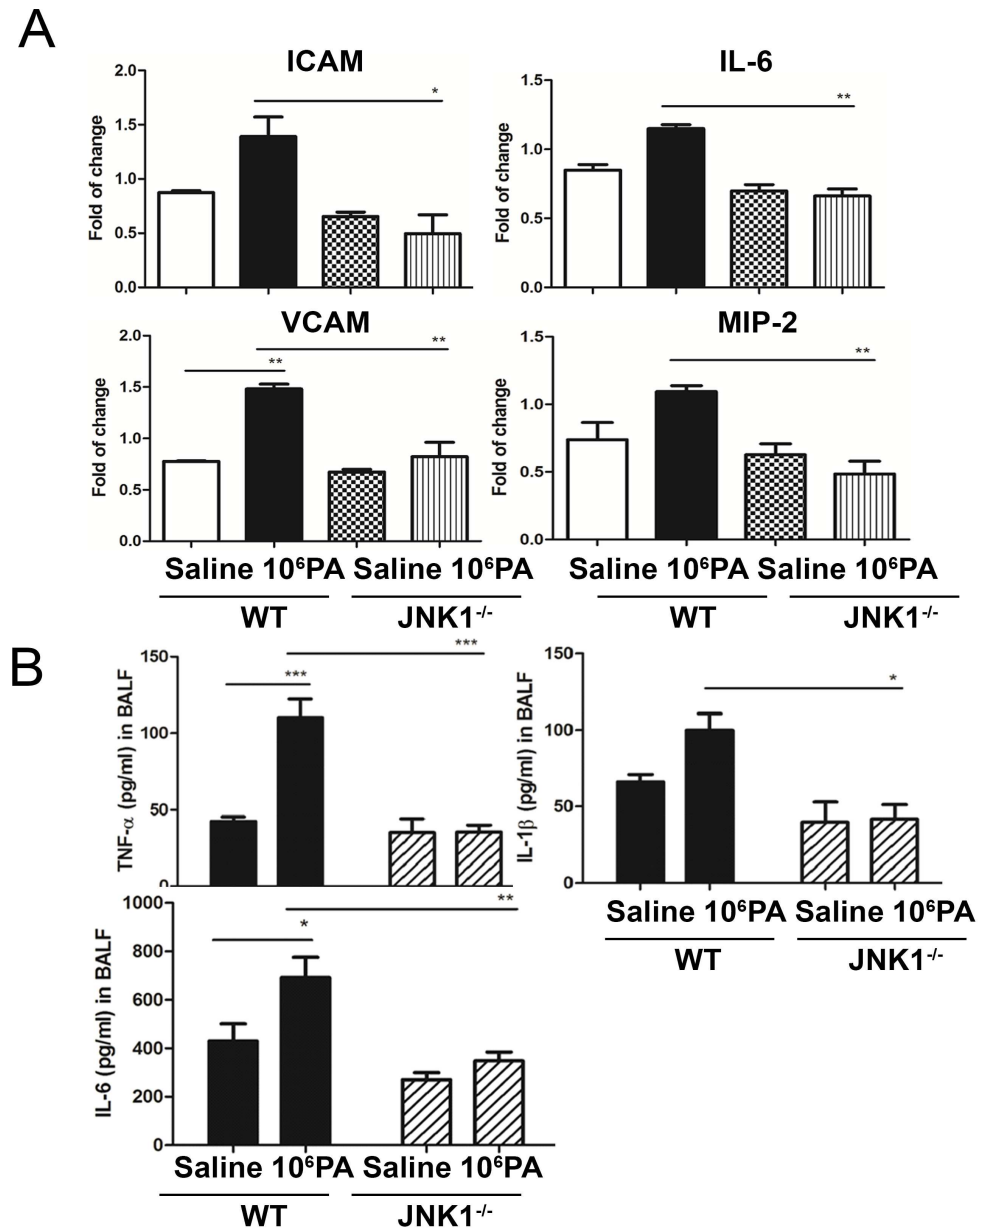 A
ICAM
2.0
1.5
1.0
0.5
0.0
Fold of change
*
IL-6
1.5
1.0
0.5
0.0
Fold of change
**
VCAM
2.0
1.5
1.0
0.5
0.0
Fold of change
**
**
MIP-2
1.5
1.0
0.5
0.0
Fold of change
**
Saline 10⁶PA Saline 10⁶PA
WT JNK1⁻/⁻
Saline 10⁶PA Saline 10⁶PA
WT JNK1⁻/⁻
B
150
100
50
0
TNF-α (pg/ml) in BALF
***
***
150
100
50
0
IL-1β (pg/ml) in BALF
*
Saline 10⁶PA Saline 10⁶PA
WT JNK1⁻/⁻
1000
800
600
400
200
0
IL-6 (pg/ml) in BALF
*
**
Saline 10⁶PA Saline 10⁶PA
WT JNK1⁻/⁻